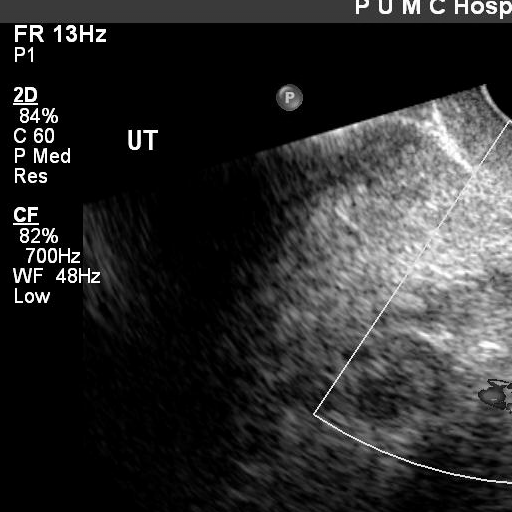 P U M C Hosp
FR 13Hz
P1
P
2D
84%
C 60
P Med
Res
UT
CF
82%
700Hz
WF 48Hz
Low